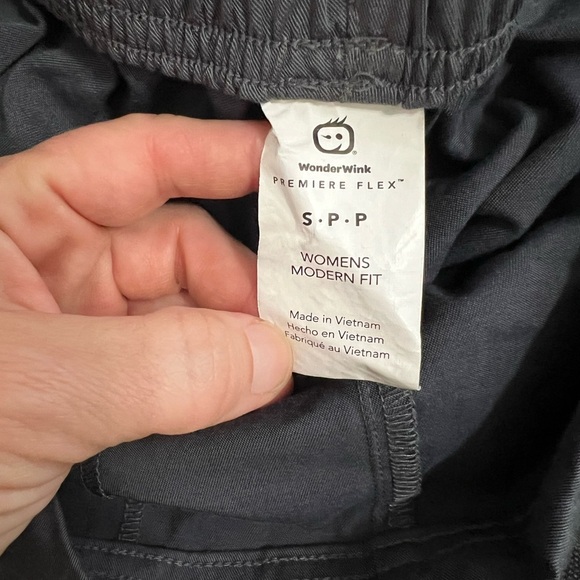 WonderWink®
PREMIERE FLEX™
S·P·P
WOMENS
MODERN FIT
Made in Vietnam
Hecho en Vietnam
Fabriqué au Vietnam